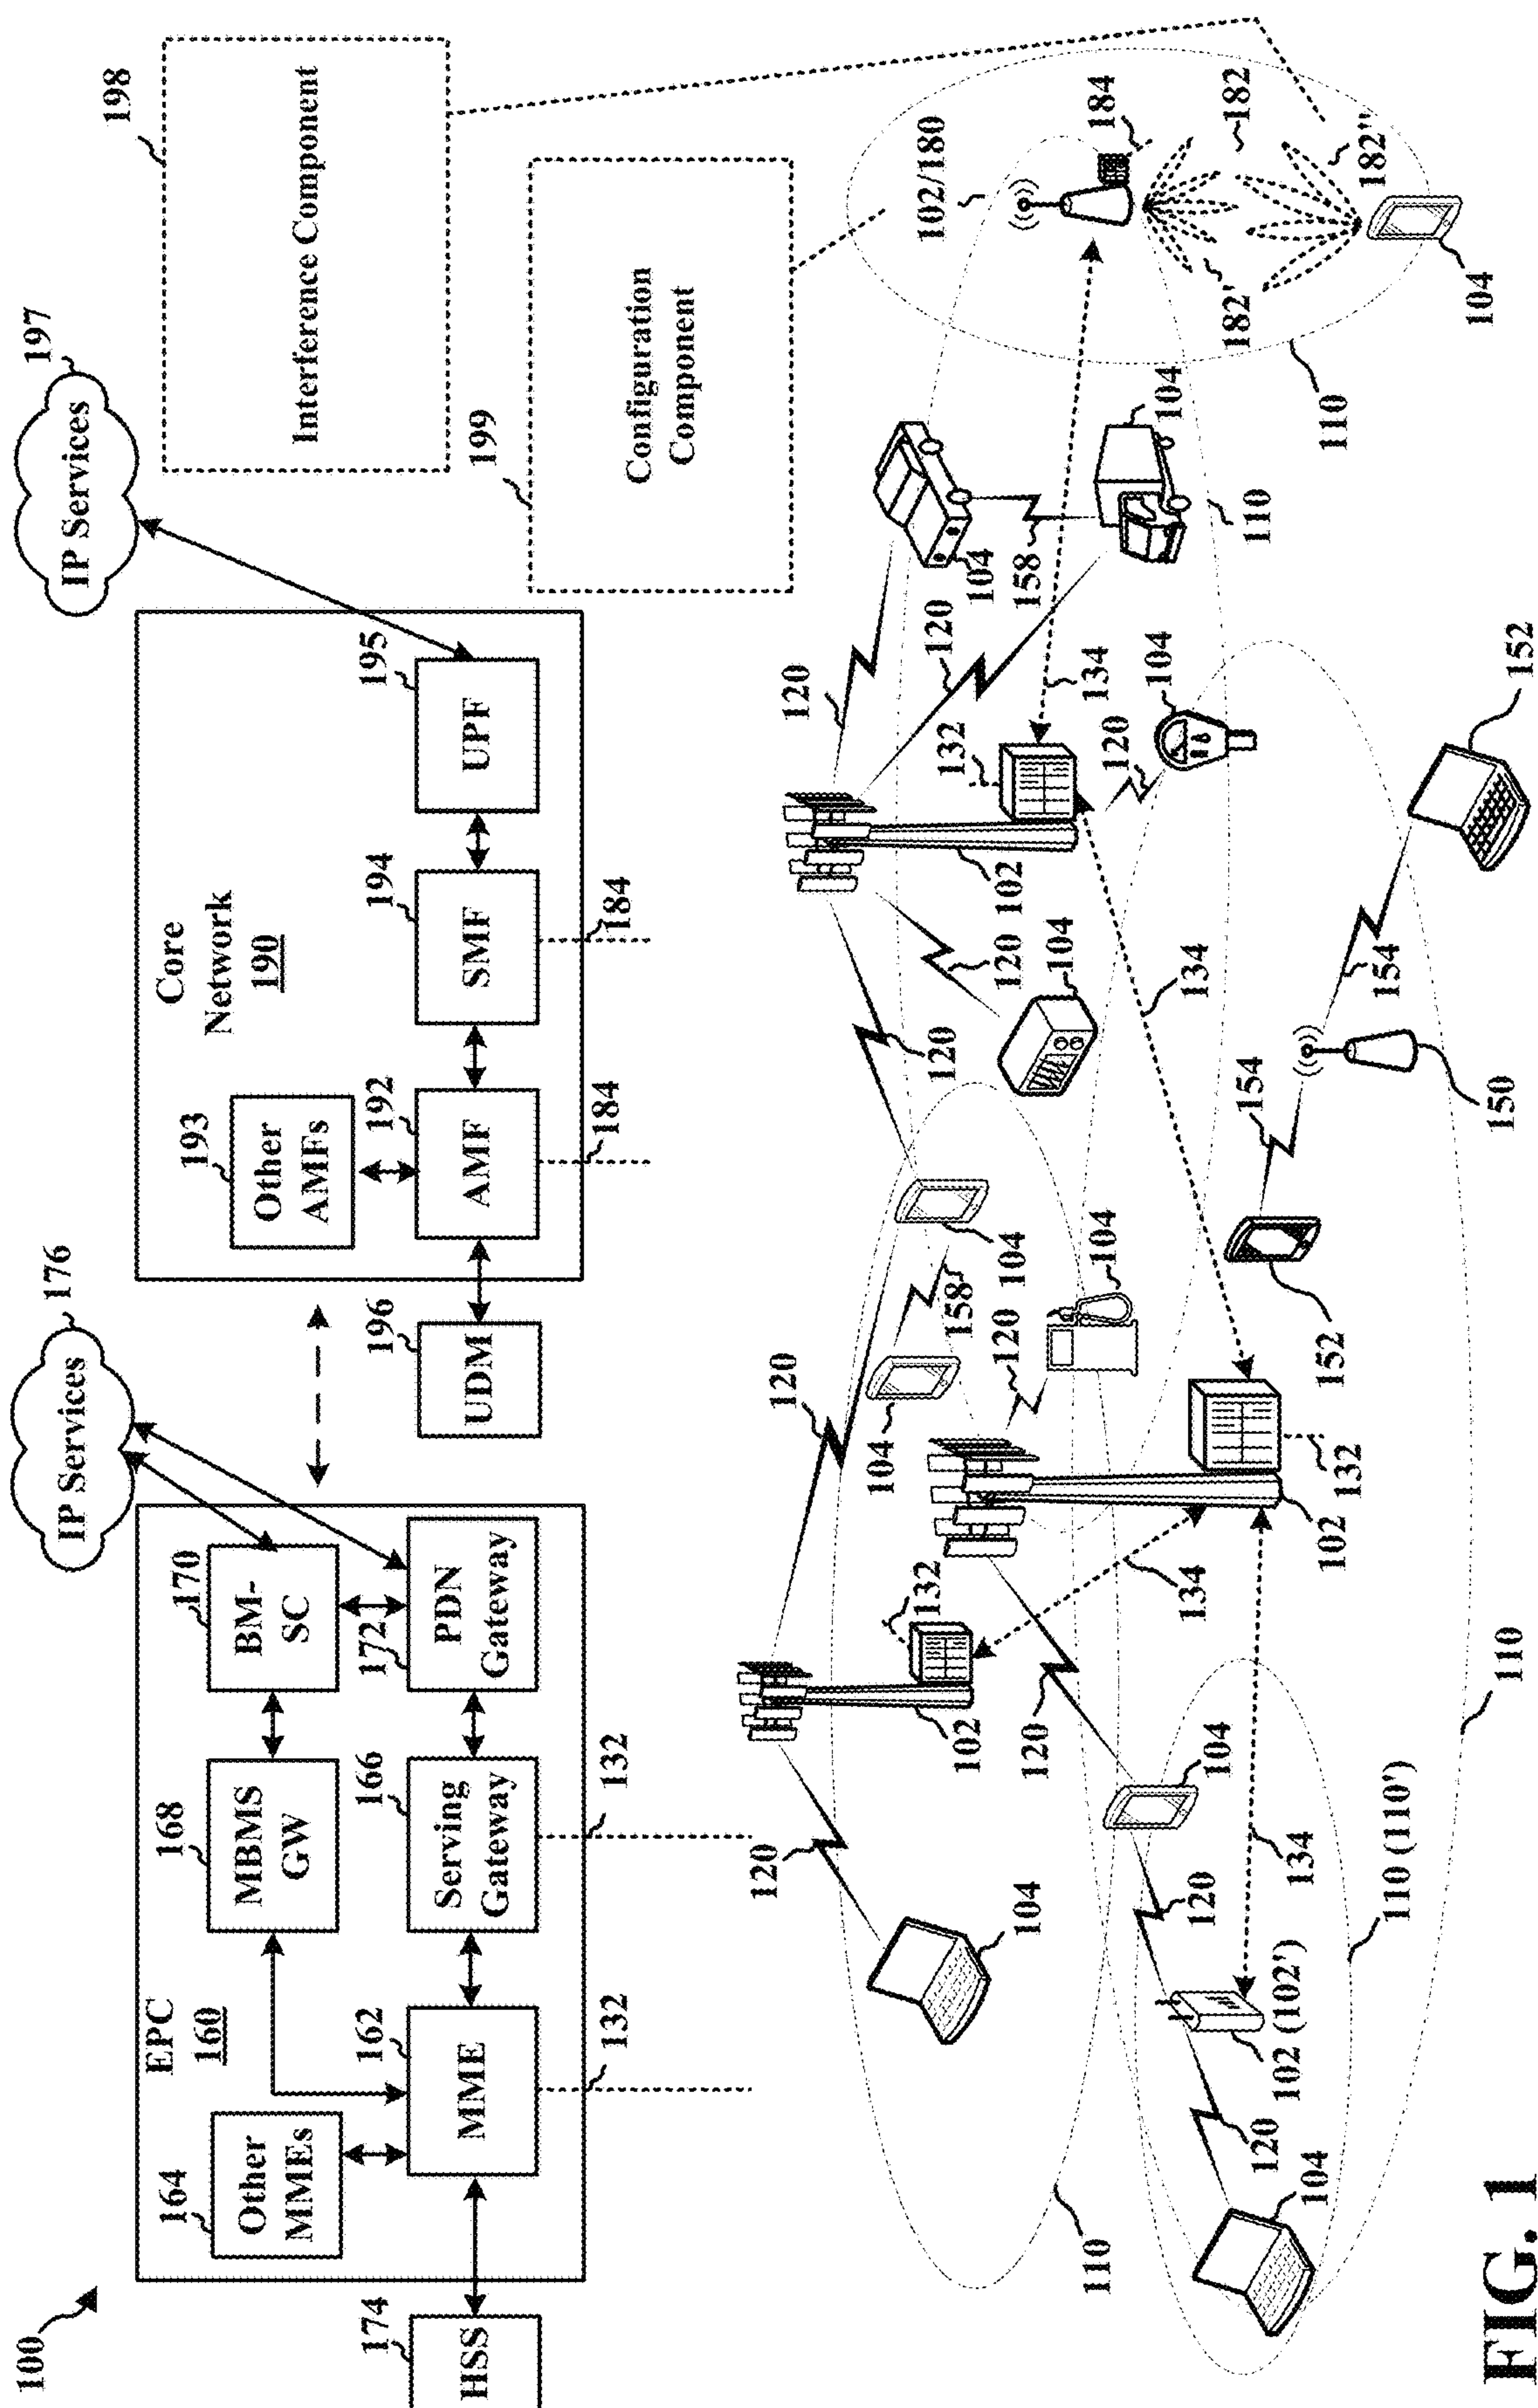 100
176
IP Services
197
IP Services
198
Interference Component
199
Configuration
Component
EPC
160
164
Other
MMEs
168
MBMS
GW
170
BM-
SC
174
HSS
162
MME
166
Serving
Gateway
172
PDN
Gateway
132
132
Core
Network
190
193
Other
AMFs
196
UDM
192
AMF
194
SMF
195
UPF
184
184
120
102
132
120
104
110
104
158
104
120
104
120
120
102
132
134
120
104
120
104
120
120
104
158
104
110
134
102/180
184
182
182'
182"
104
110
134
134
102
132
120
104
120
102 (102')
120
104
134
110 (110')
110
152
154
150
154
152
FIG. 1